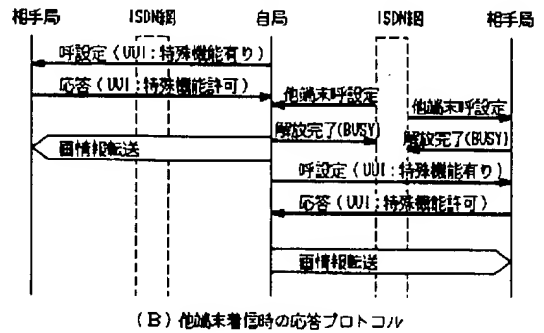 相手局 ISDN網 自局 ISDN網 相手局
呼設定(UUI:特殊機能有り)
応答(UUI:特殊機能許可)
他端末呼設定
他端末呼設定
解放完了(BUSY)
解放完了(BUSY)
画情報転送
呼設定(UUI:特殊機能有り)
応答(UUI:特殊機能許可)
画情報転送
(B)他端末着信時の応答プロトコル